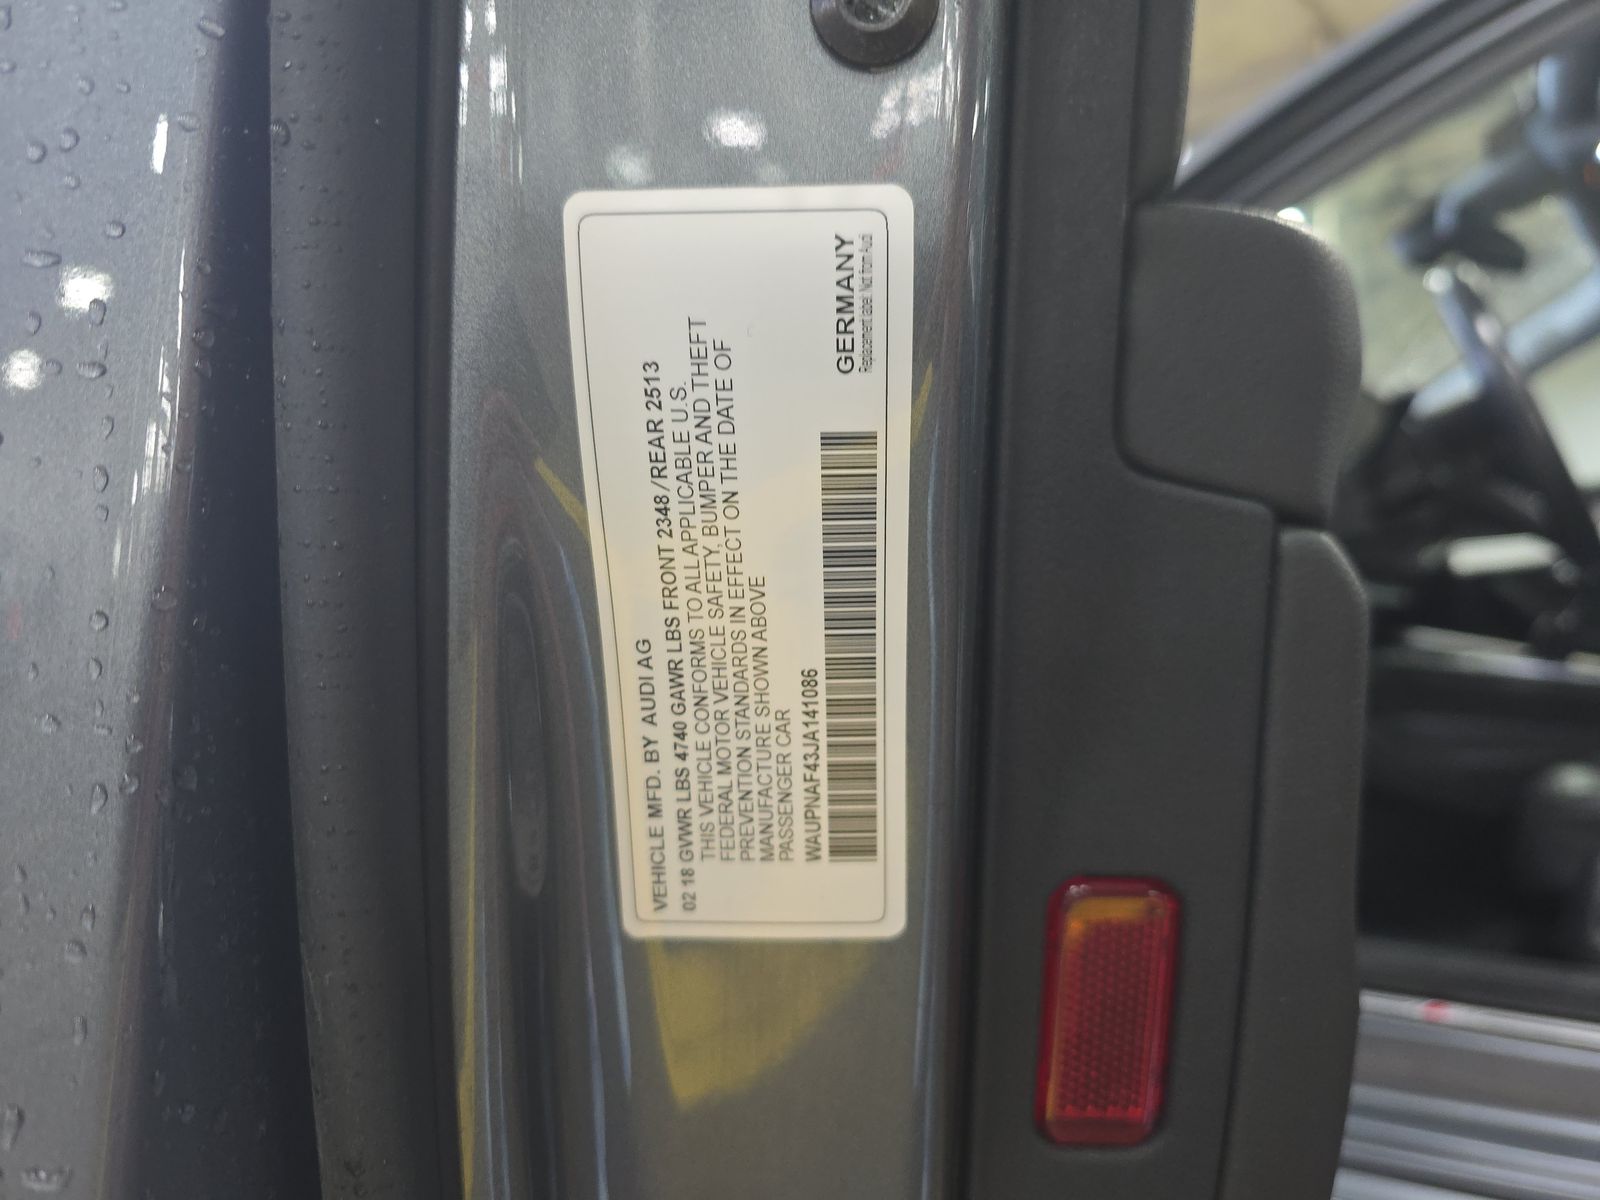 VEHICLE MFD. BY AUDI AG
02 18 GVWR LBS 4740 GAWR LBS FRONT 2348/REAR 2513
THIS VEHICLE CONFORMS TO ALL APPLICABLE U.S.
FEDERAL MOTOR VEHICLE SAFETY, BUMPER AND THEFT
PREVENTION STANDARDS IN EFFECT ON THE DATE OF
MANUFACTURE SHOWN ABOVE
PASSENGER CAR
WAUPNAF43JA141086
GERMANY
Replacement label. Not from Audi